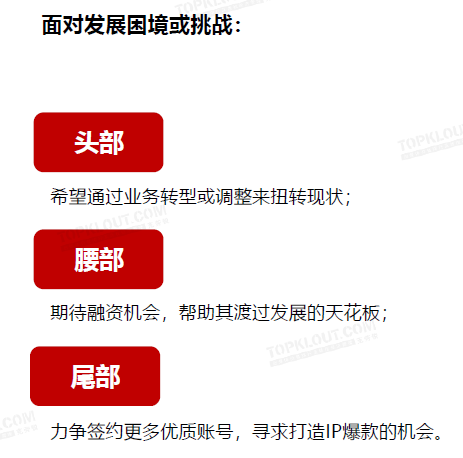 面对发展困境或挑战：
头部
希望通过业务转型或调整来扭转现状；
腰部
期待融资机会，帮助其渡过发展的天花板；
尾部
力争签约更多优质账号，寻求打造IP爆款的机会。
TOPKLOUT.COM